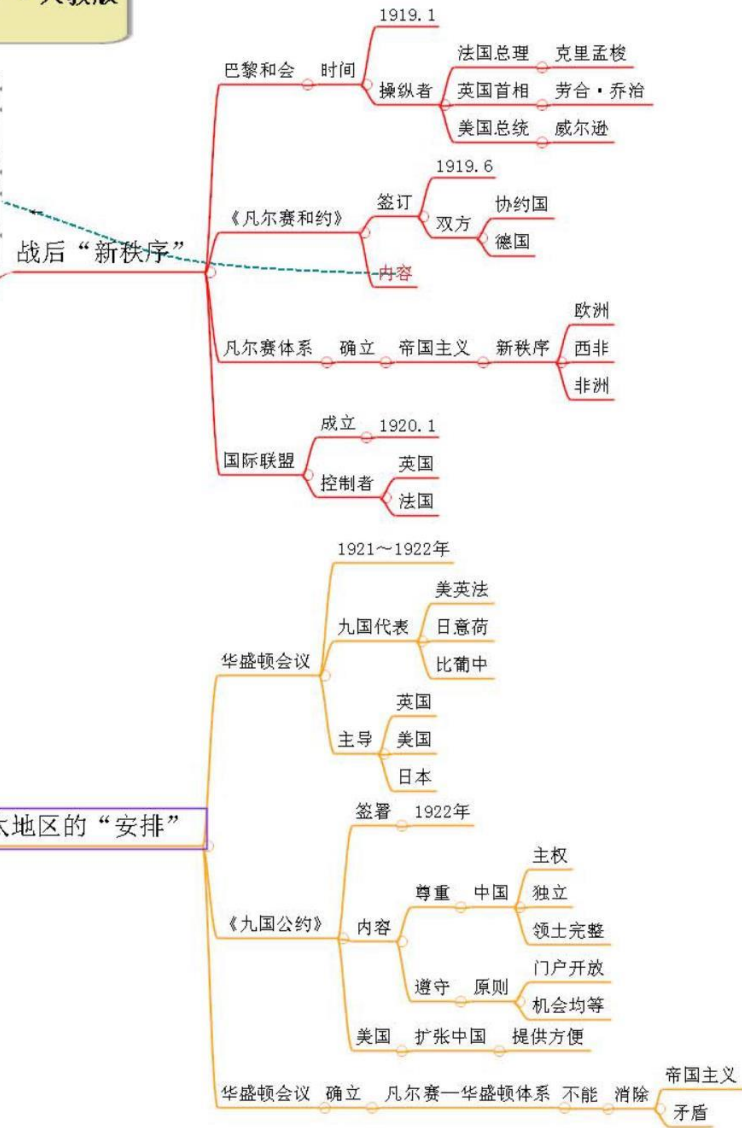 人教版
1919.1
巴黎和会 时间
法国总理 克里孟梭
操纵者 英国首相 劳合·乔治
美国总统 威尔逊
1919.6
签订
协约国
《凡尔赛和约》 双方
德国
战后“新秩序”
内容
欧洲
凡尔赛体系 确立 帝国主义 新秩序 西非
非洲
成立 1920.1
国际联盟 英国
控制者
法国
1921～1922年
美英法
九国代表 日意荷
华盛顿会议 比葡中
英国
主导 美国
日本
签署 1922年
地区的“安排”
主权
尊重 中国 独立
《九国公约》 内容 领土完整
门户开放
遵守 原则
机会均等
美国 扩张中国 提供方便
帝国主义
华盛顿会议 确立 凡尔赛—华盛顿体系 不能 消除
矛盾